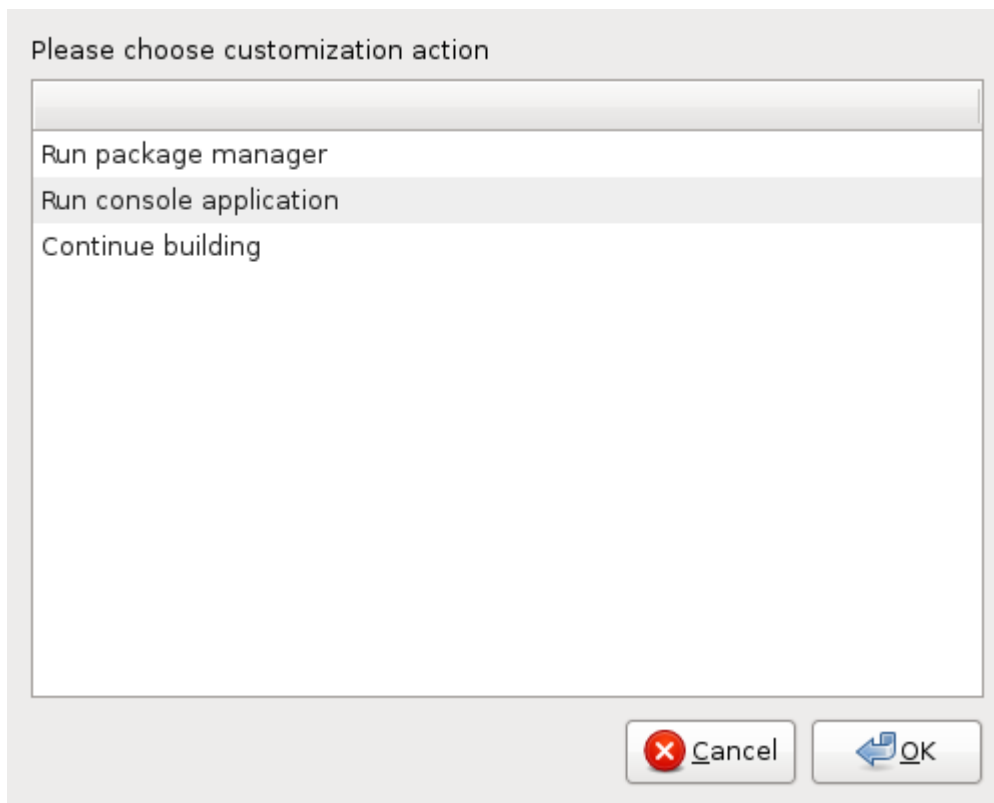 Please choose customization action
Run package manager
Run console application
Continue building
Cancel
OK